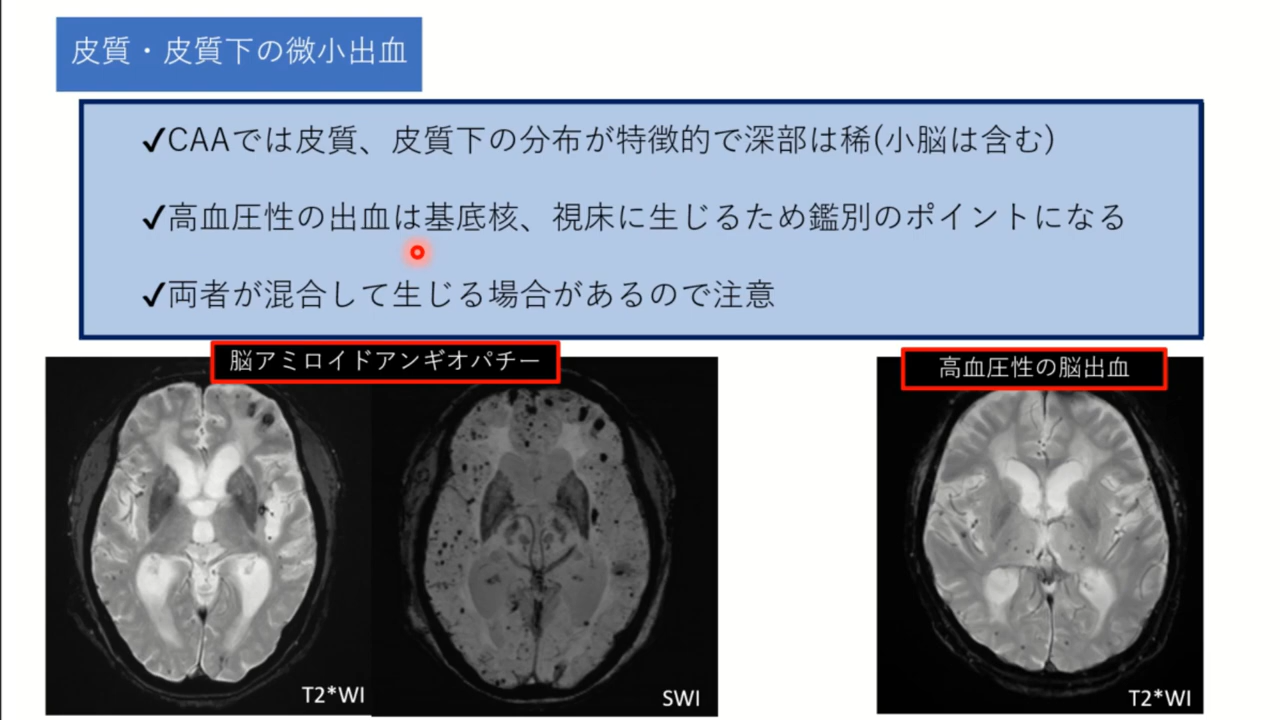 皮質・皮質下の微小出血
✓CAAでは皮質、皮質下の分布が特徴的で深部は稀(小脳は含む)
✓高血圧性の出血は基底核、視床に生じるため鑑別のポイントになる
✓両者が混合して生じる場合があるので注意
脳アミロイドアンギオパチー
高血圧性の脳出血
T2*WI
SWI
T2*WI